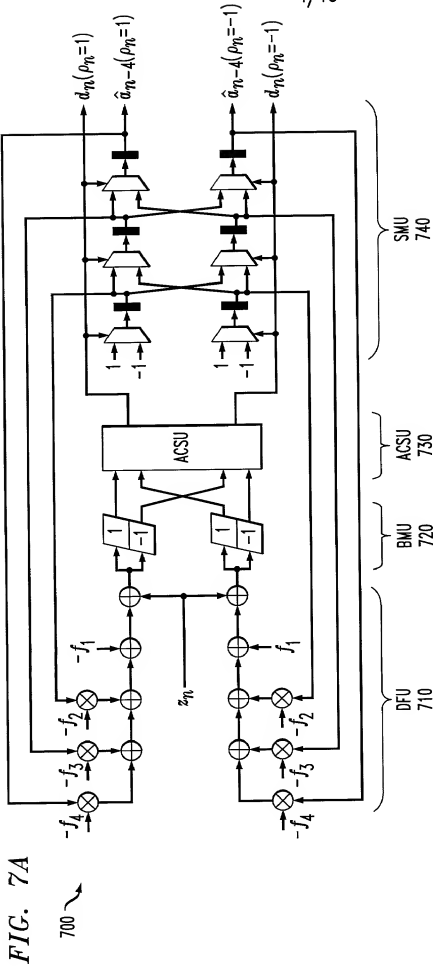 FIG. 7A
700
-f4
-f3
-f2
-f1
zn
-f4
-f3
-f2
f1
1
-1
1
-1
ACSU
1
-1
1
-1
dn(ρn=1)
ân-4(ρn=1)
ân-4(ρn=-1)
dn(ρn=-1)
DFU
710
BMU
720
ACSU
730
SMU
740